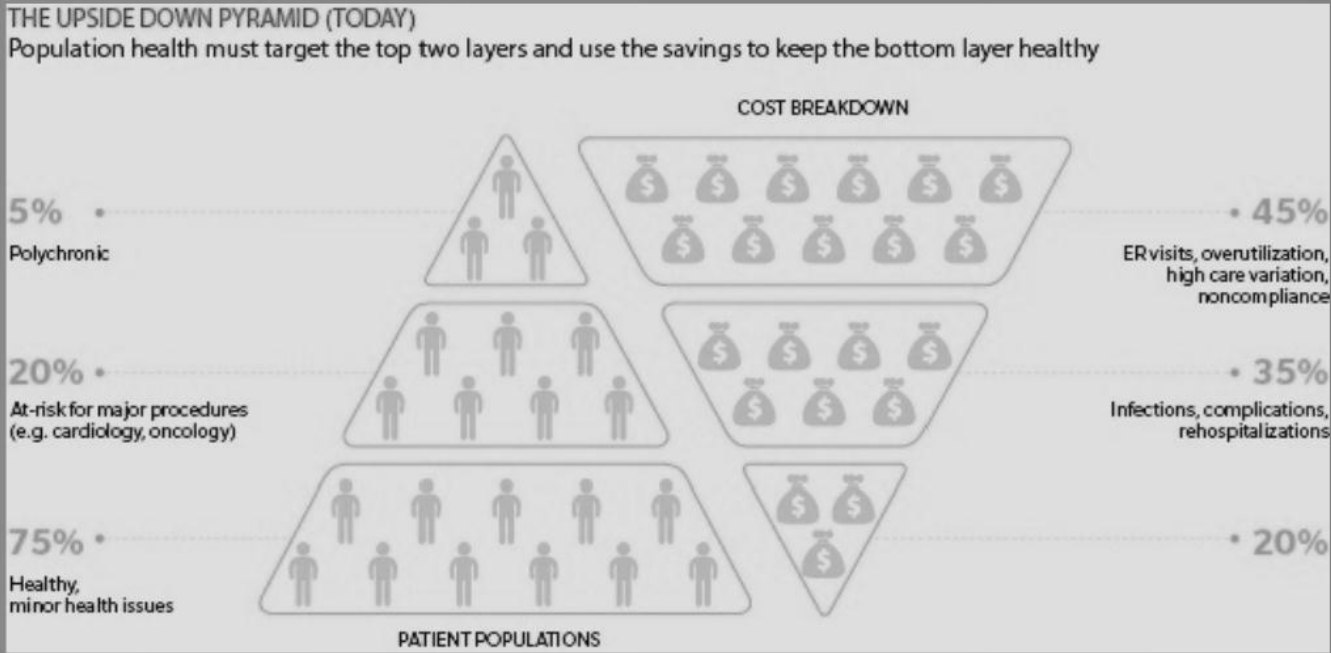 THE UPSIDE DOWN PYRAMID (TODAY)
Population health must target the top two layers and use the savings to keep the bottom layer healthy
COST BREAKDOWN
5%
Polychronic
45%
ER visits, overutilization,
high care variation,
noncompliance
20%
At-risk for major procedures
(e.g. cardiology, oncology)
35%
Infections, complications,
rehospitalizations
75%
Healthy,
minor health issues
20%
PATIENT POPULATIONS
$ $ $ $ $ $
$ $ $ $ $
$ $ $ $
$ $ $
$ $
$